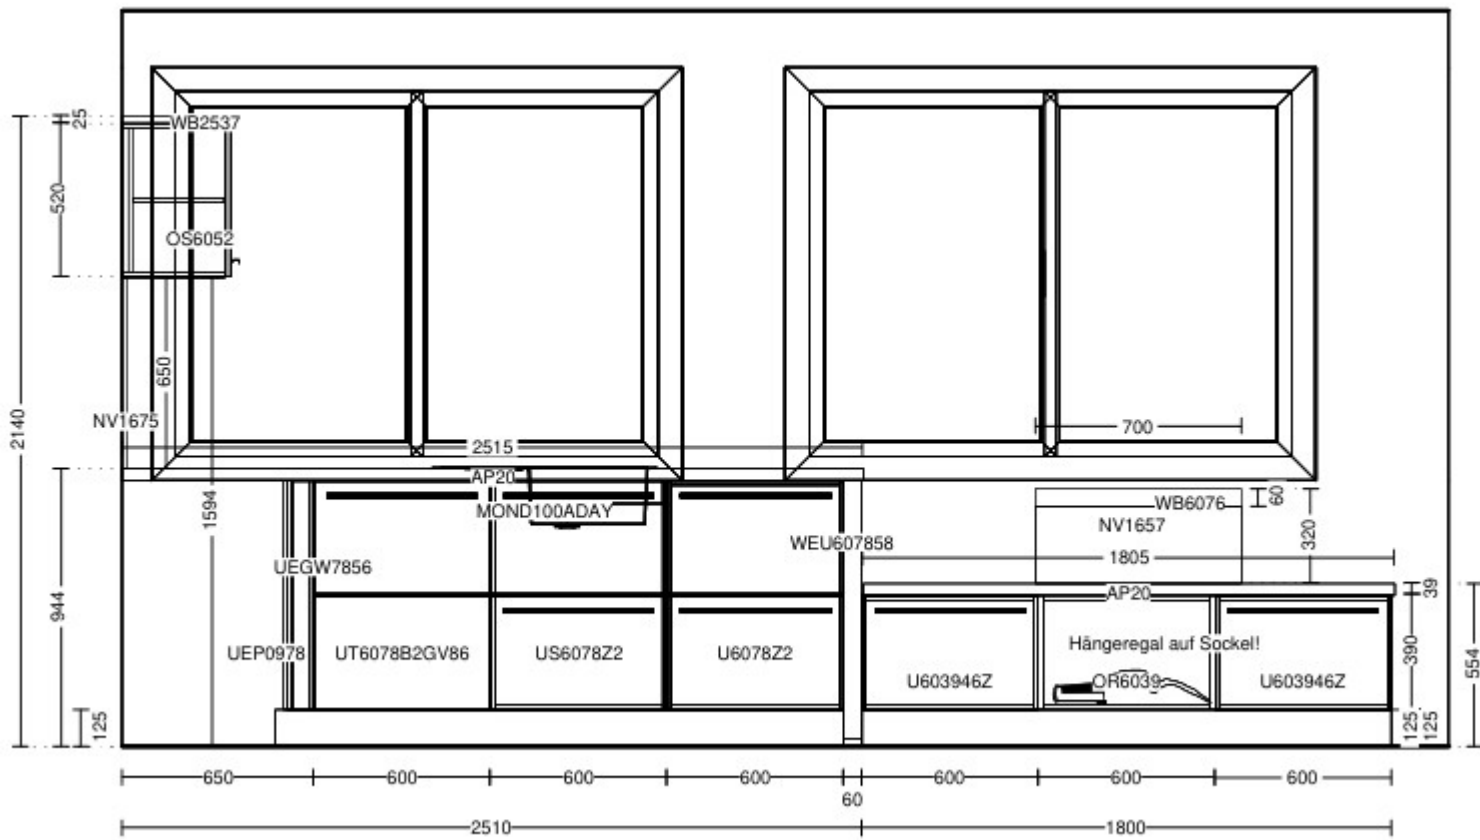 25
WB2537
520
OS6052
650
2140
NV1675
700
2515
AP20
MOND100ADAY
1594
WB6076
60
NV1657
320
WEU607858
1805
UEGW7856
944
AP20
39
Hängeregal auf Sockel!
390
554
UEP0978
UT6078B2GV86
US6078Z2
U6078Z2
U603946Z
OR6039
U603946Z
125
125
125
650
600
600
600
600
600
600
60
2510
1800